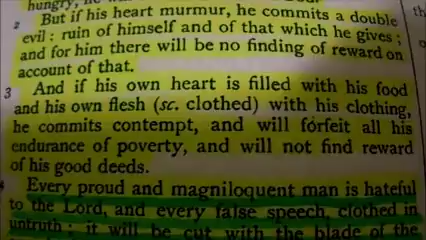 hungry,
2 But if his heart murmur, he commits a double
evil : ruin of himself and of that which he gives ;
and for him there will be no finding of reward on
account of that.
3 And if his own heart is filled with his food
and his own flesh (sc. clothed) with his clothing,
he commits contempt, and will forfeit all his
endurance of poverty, and will not find reward
of his good deeds.
Every proud and magniloquent man is hateful
to the Lord, and every false speech, clothed in
untruth ; it will be cut with the blade of the